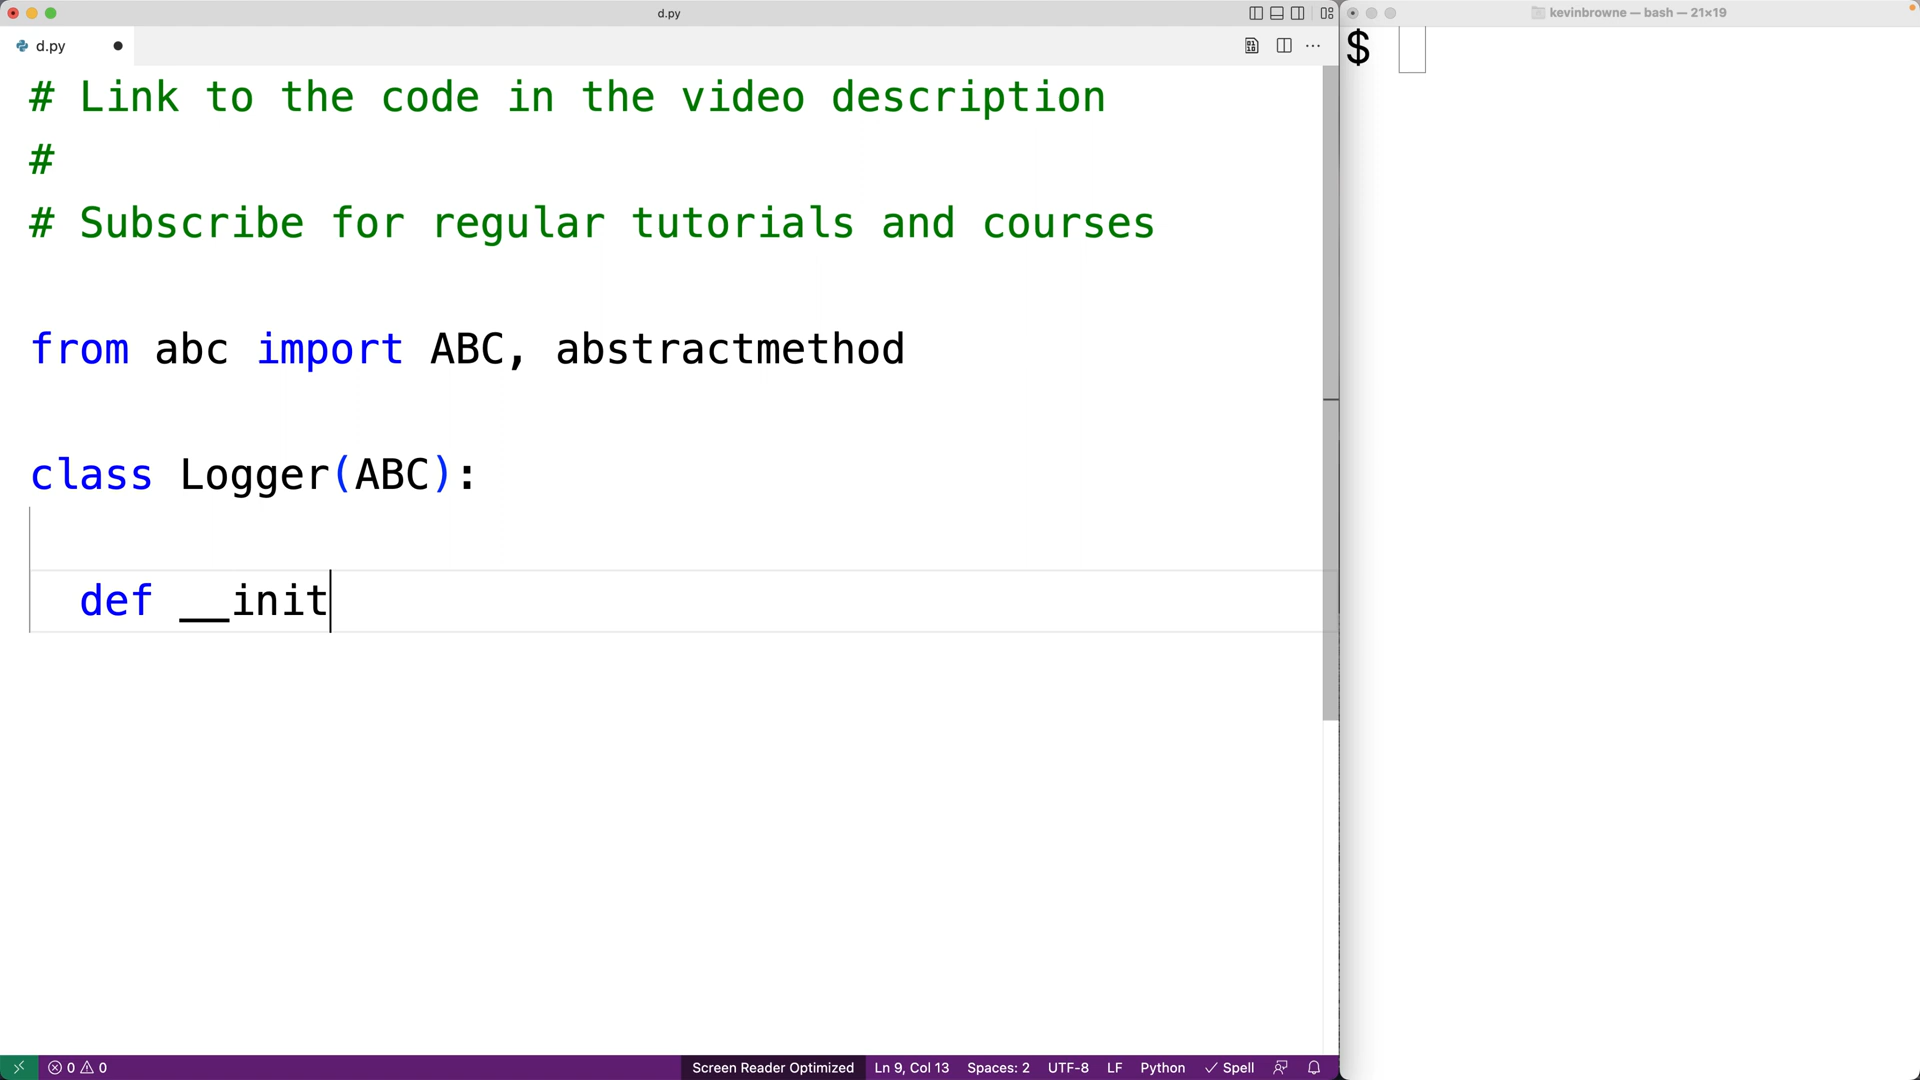 d.py
kevinbrowne — bash — 21×19
d.py
$
# Link to the code in the video description
#
# Subscribe for regular tutorials and courses
from abc import ABC, abstractmethod
class Logger(ABC):
def __init
0 0
Screen Reader Optimized
Ln 9, Col 13
Spaces: 2
UTF-8
LF
Python
Spell